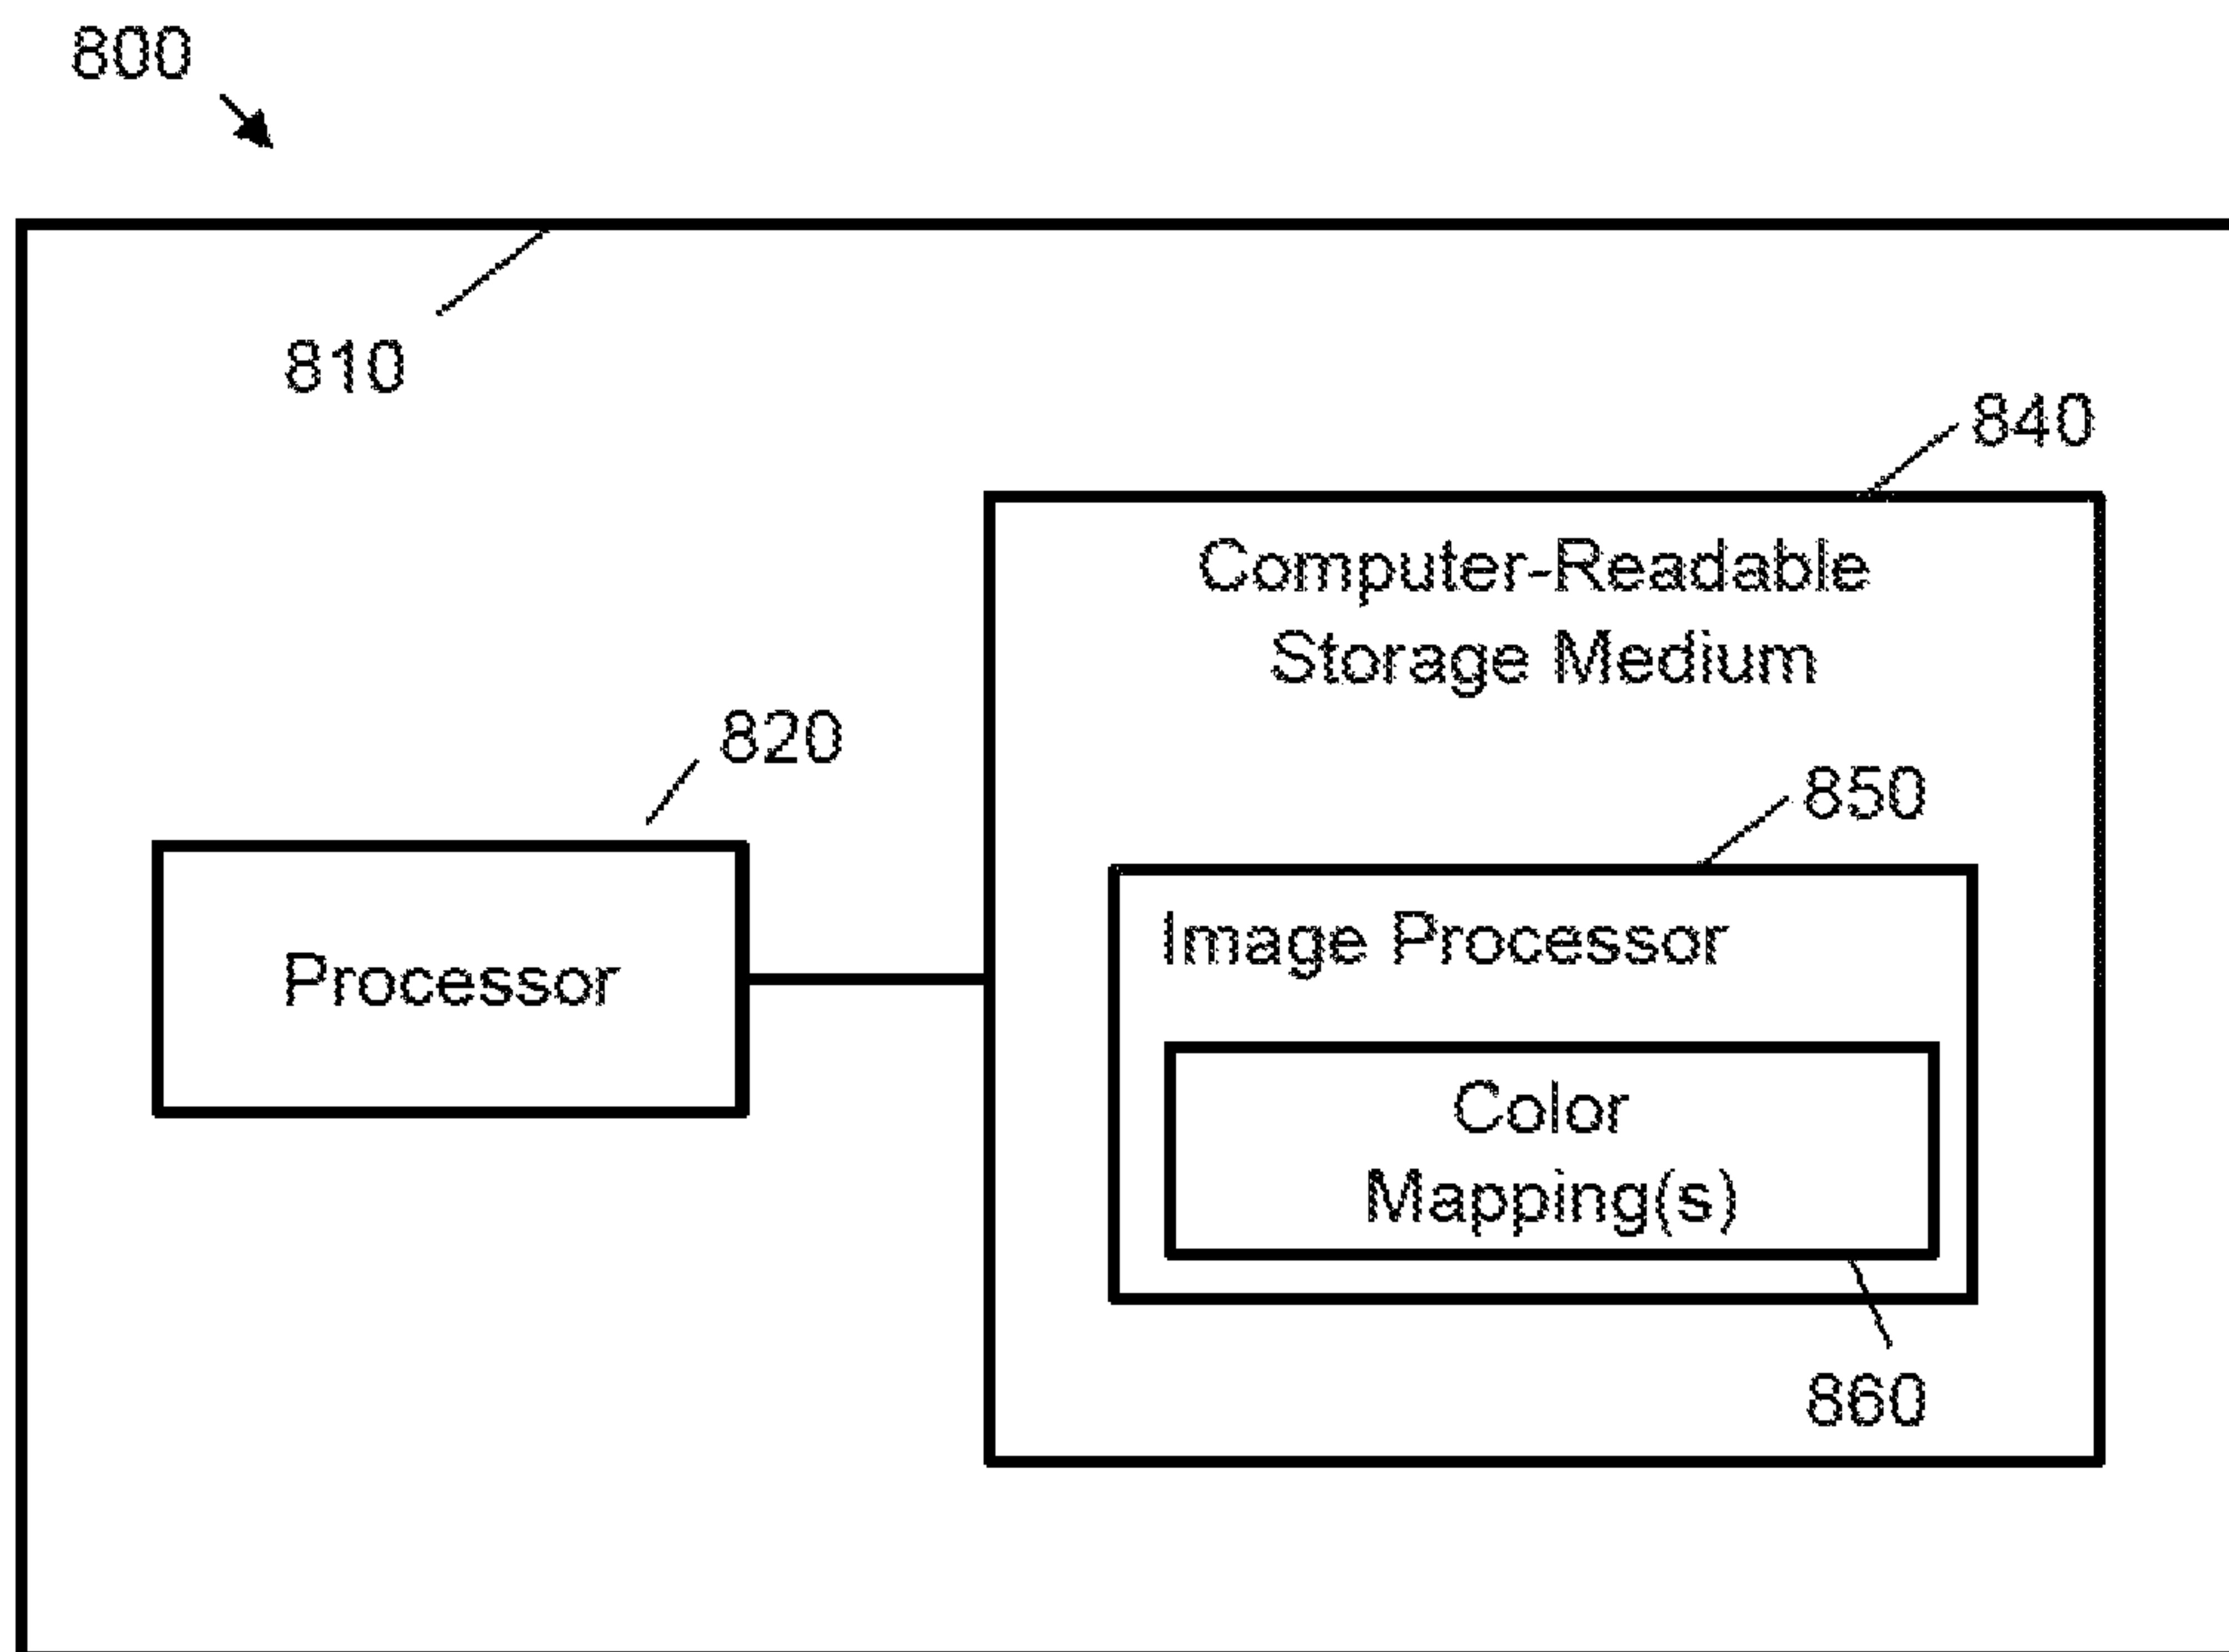 800
810
840
Computer-Readable
Storage Medium
820
850
Image Processor
Processor
Color
Mapping(s)
860